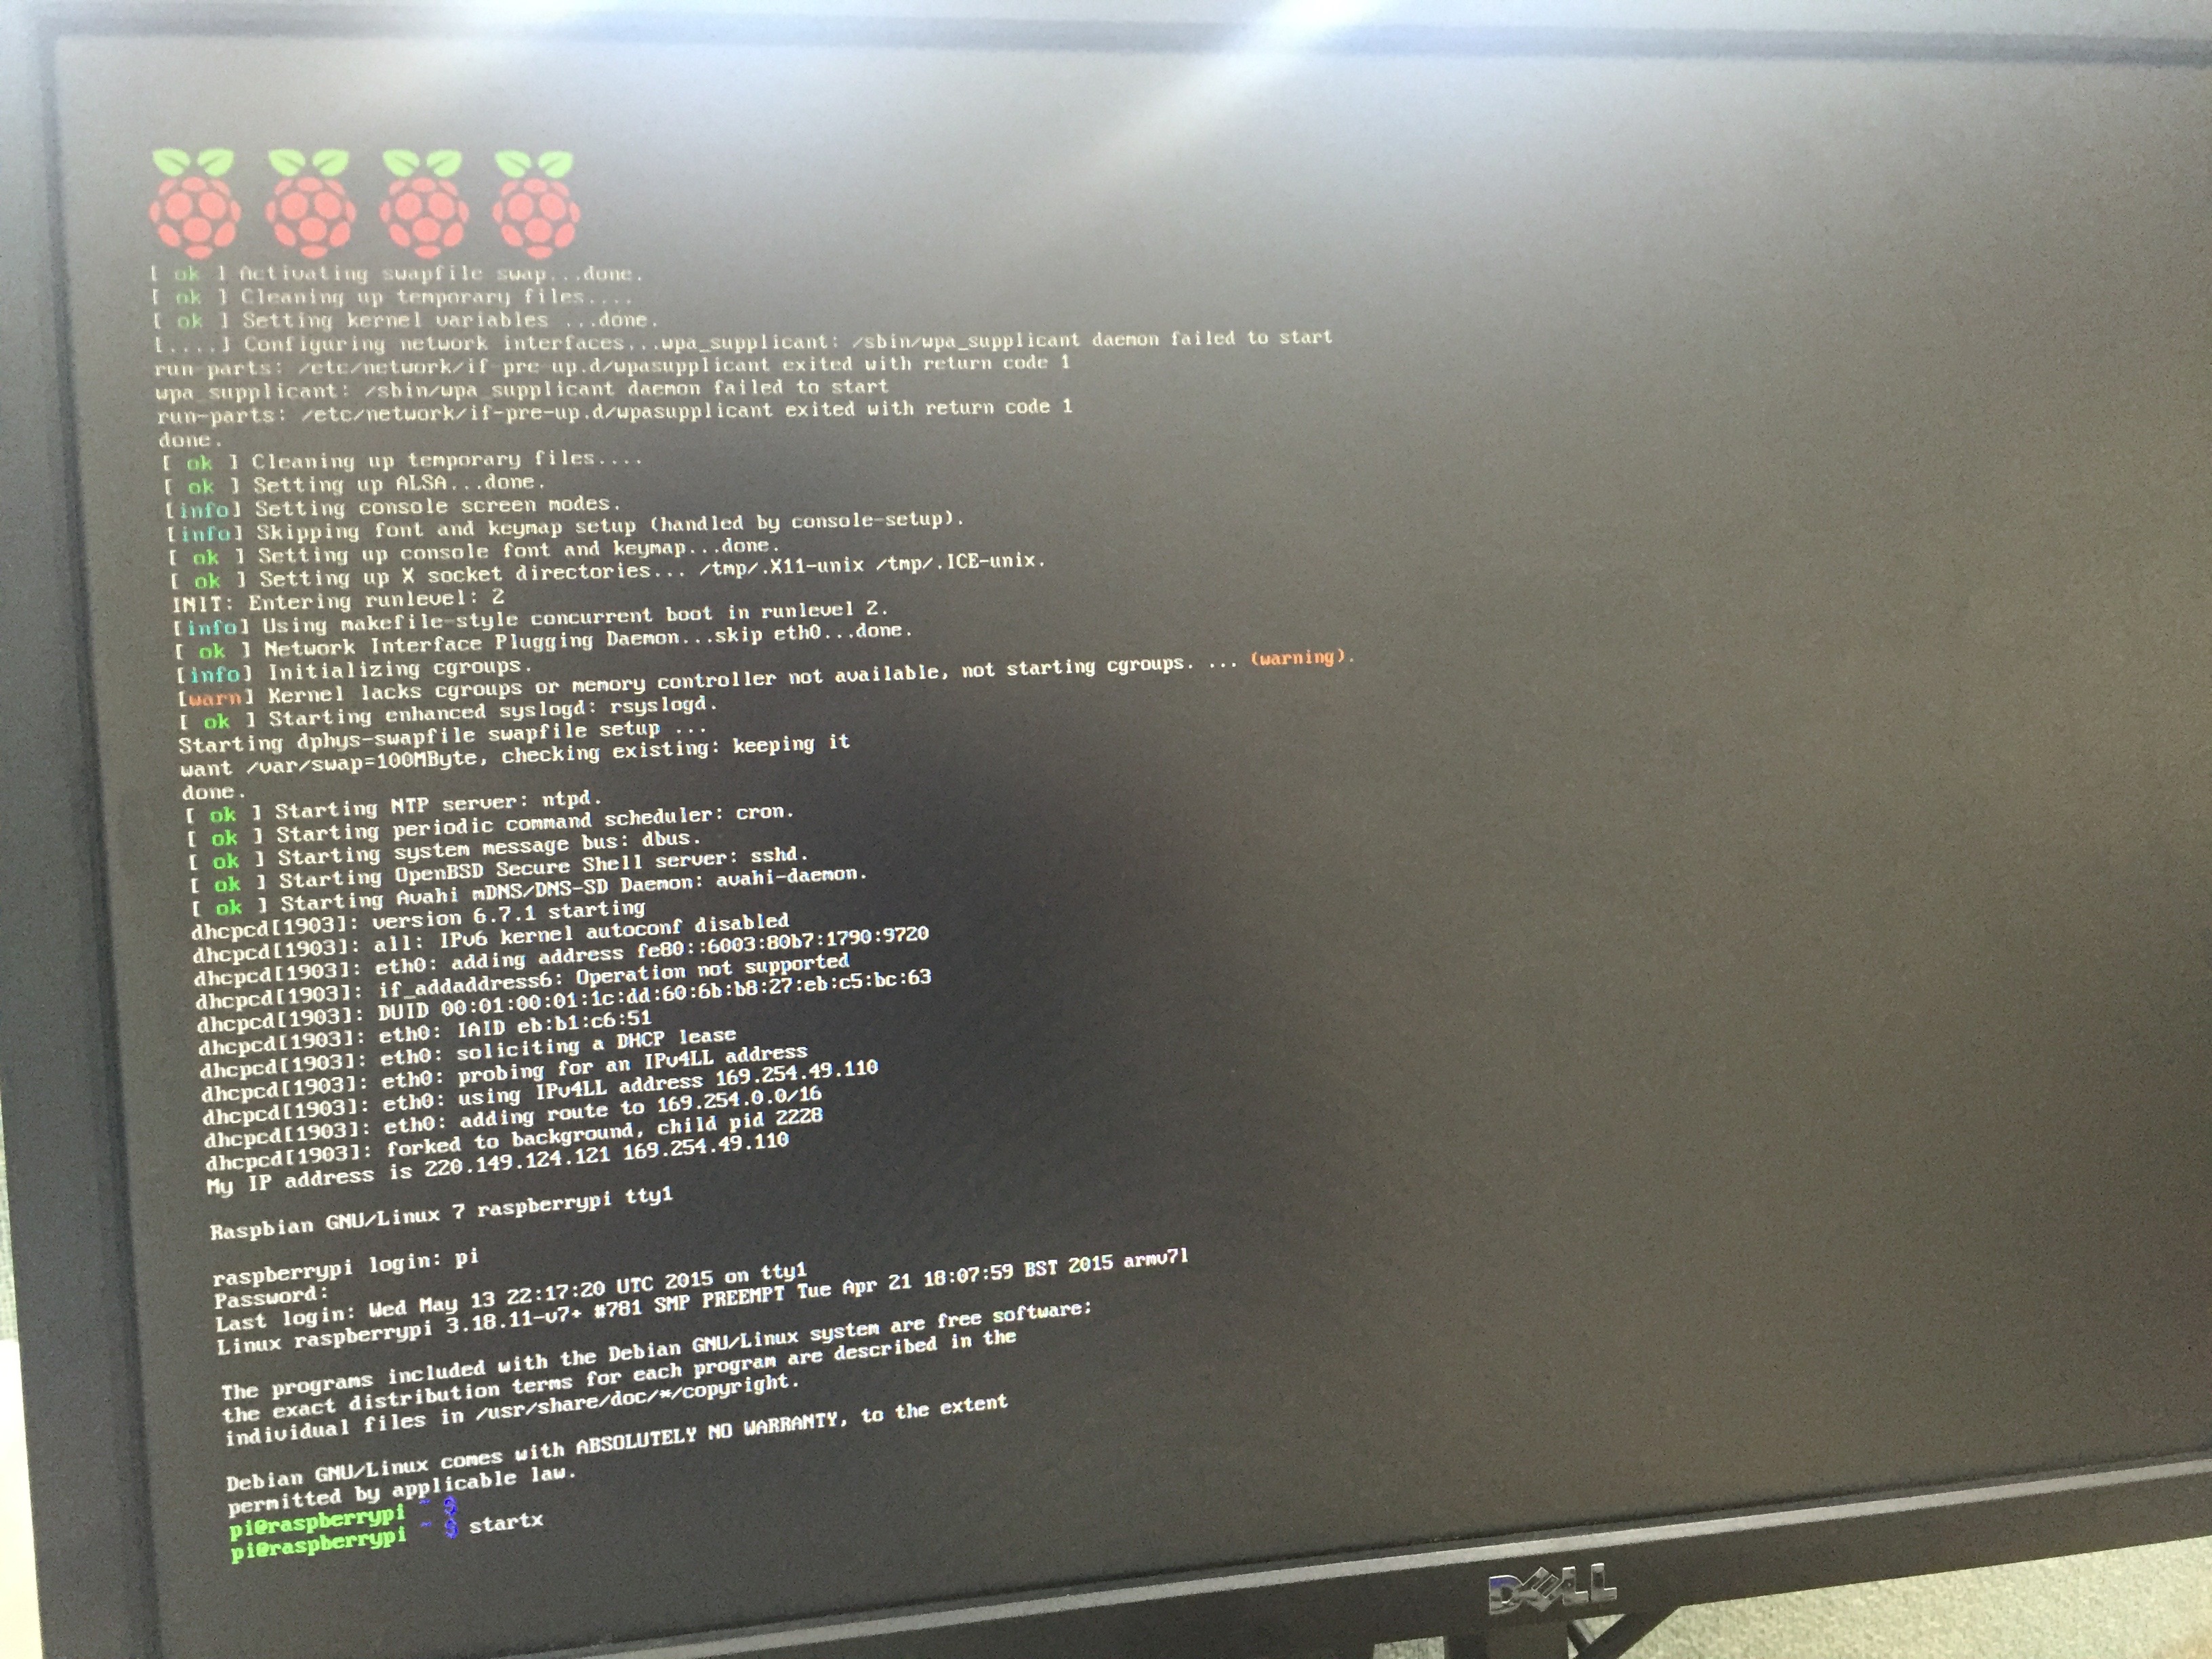 [ ok ] Activating swapfile swap...done.
[ ok ] Cleaning up temporary files....
[ ok ] Setting kernel variables ...done.
[....] Configuring network interfaces...wpa_supplicant: /sbin/wpa_supplicant daemon failed to start
run-parts: /etc/network/if-pre-up.d/wpasupplicant exited with return code 1
wpa_supplicant: /sbin/wpa_supplicant daemon failed to start
run-parts: /etc/network/if-pre-up.d/wpasupplicant exited with return code 1
done.
[ ok ] Cleaning up temporary files....
[ ok ] Setting up ALSA...done.
[info] Setting console screen modes.
[info] Skipping font and keymap setup (handled by console-setup).
[ ok ] Setting up console font and keymap...done.
[ ok ] Setting up X socket directories... /tmp/.X11-unix /tmp/.ICE-unix.
INIT: Entering runlevel: 2
[info] Using makefile-style concurrent boot in runlevel 2.
[ ok ] Network Interface Plugging Daemon...skip eth0...done.
[info] Initializing cgroups.
[warn] Kernel lacks cgroups or memory controller not available, not starting cgroups. ... (warning).
[ ok ] Starting enhanced syslogd: rsyslogd.
Starting dphys-swapfile swapfile setup ...
want /var/swap=100MByte, checking existing: keeping it
done.
[ ok ] Starting NTP server: ntpd.
[ ok ] Starting periodic command scheduler: cron.
[ ok ] Starting system message bus: dbus.
[ ok ] Starting OpenBSD Secure Shell server: sshd.
[ ok ] Starting Avahi mDNS/DNS-SD Daemon: avahi-daemon.
dhcpcd[1903]: version 6.7.1 starting
dhcpcd[1903]: all: IPv6 kernel autoconf disabled
dhcpcd[1903]: eth0: adding address fe80::6003:80b7:1790:9720
dhcpcd[1903]: if_addaddress6: Operation not supported
dhcpcd[1903]: DUID 00:01:00:01:1c:dd:60:6b:b8:27:eb:c5:bc:63
dhcpcd[1903]: eth0: IAID eb:b1:c6:51
dhcpcd[1903]: eth0: soliciting a DHCP lease
dhcpcd[1903]: eth0: probing for an IPv4LL address
dhcpcd[1903]: eth0: using IPv4LL address 169.254.49.110
dhcpcd[1903]: eth0: adding route to 169.254.0.0/16
dhcpcd[1903]: forked to background, child pid 2228
My IP address is 220.149.124.121 169.254.49.110
Raspbian GNU/Linux 7 raspberrypi tty1
raspberrypi login: pi
Password:
Last login: Wed May 13 22:17:20 UTC 2015 on tty1
Linux raspberrypi 3.18.11-v7+ #781 SMP PREEMPT Tue Apr 21 18:07:59 BST 2015 armv7l
The programs included with the Debian GNU/Linux system are free software;
the exact distribution terms for each program are described in the
individual files in /usr/share/doc/*/copyright.
Debian GNU/Linux comes with ABSOLUTELY NO WARRANTY, to the extent
permitted by applicable law.
pi@raspberrypi ~ $
pi@raspberrypi ~ $ startx
DELL